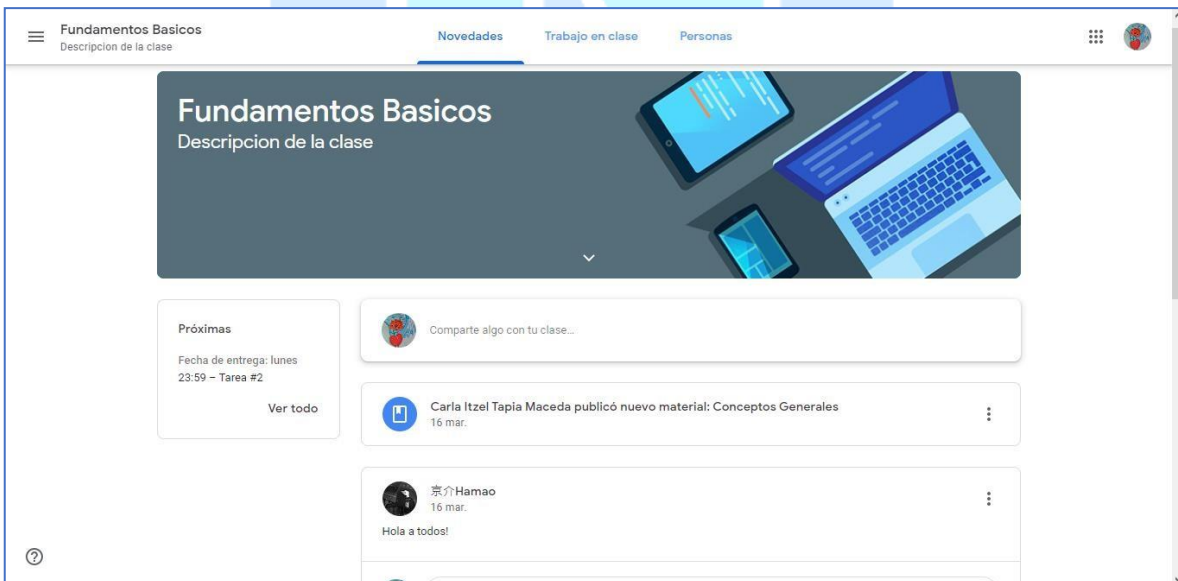 Fundamentos Basicos
Descripcion de la clase
Novedades
Trabajo en clase
Personas
Fundamentos Basicos
Descripcion de la clase
Próximas
Fecha de entrega: lunes
23:59 – Tarea #2
Ver todo
Comparte algo con tu clase...
Carla Itzel Tapia Maceda publicó nuevo material: Conceptos Generales
16 mar.
京介Hamao
16 mar.
Hola a todos!